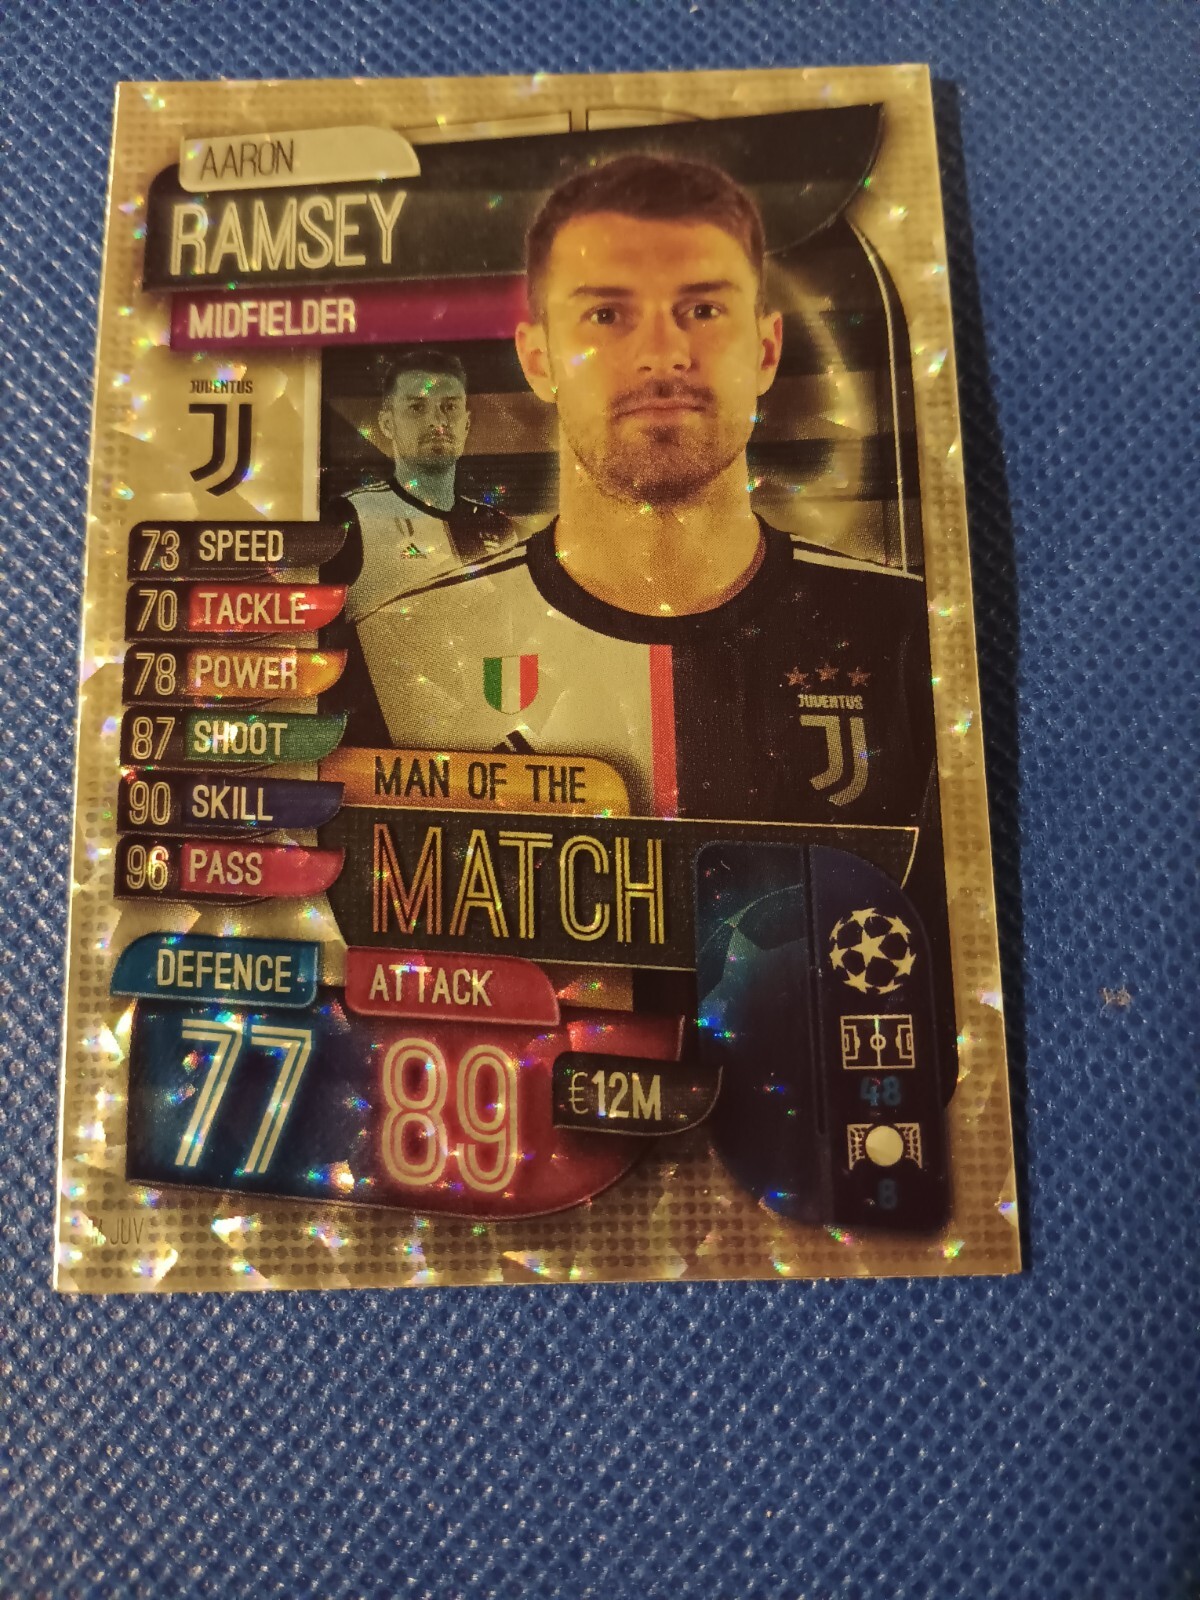 AARON
RAMSEY
MIDFIELDER
JUVENTUS
73 SPEED
70 TACKLE
78 POWER
87 SHOOT
90 SKILL
96 PASS
JUVENTUS
MAN OF THE
MATCH
DEFENCE
77
ATTACK
89
€12M
48
8
JUV